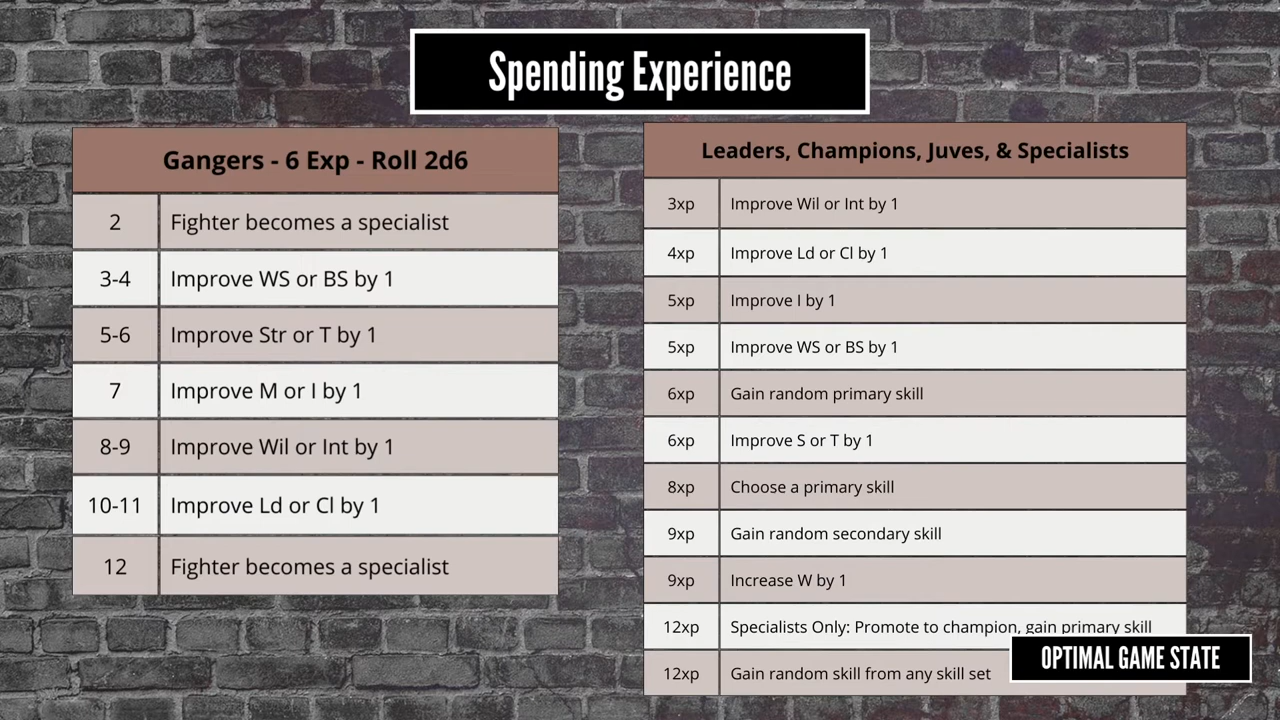 Spending Experience
Gangers - 6 Exp - Roll 2d6
2 Fighter becomes a specialist
3-4 Improve WS or BS by 1
5-6 Improve Str or T by 1
7 Improve M or I by 1
8-9 Improve Wil or Int by 1
10-11 Improve Ld or Cl by 1
12 Fighter becomes a specialist
Leaders, Champions, Juves, & Specialists
3xp Improve Wil or Int by 1
4xp Improve Ld or Cl by 1
5xp Improve I by 1
5xp Improve WS or BS by 1
6xp Gain random primary skill
6xp Improve S or T by 1
8xp Choose a primary skill
9xp Gain random secondary skill
9xp Increase W by 1
12xp Specialists Only: Promote to champion, gain primary skill
12xp Gain random skill from any skill set
OPTIMAL GAME STATE